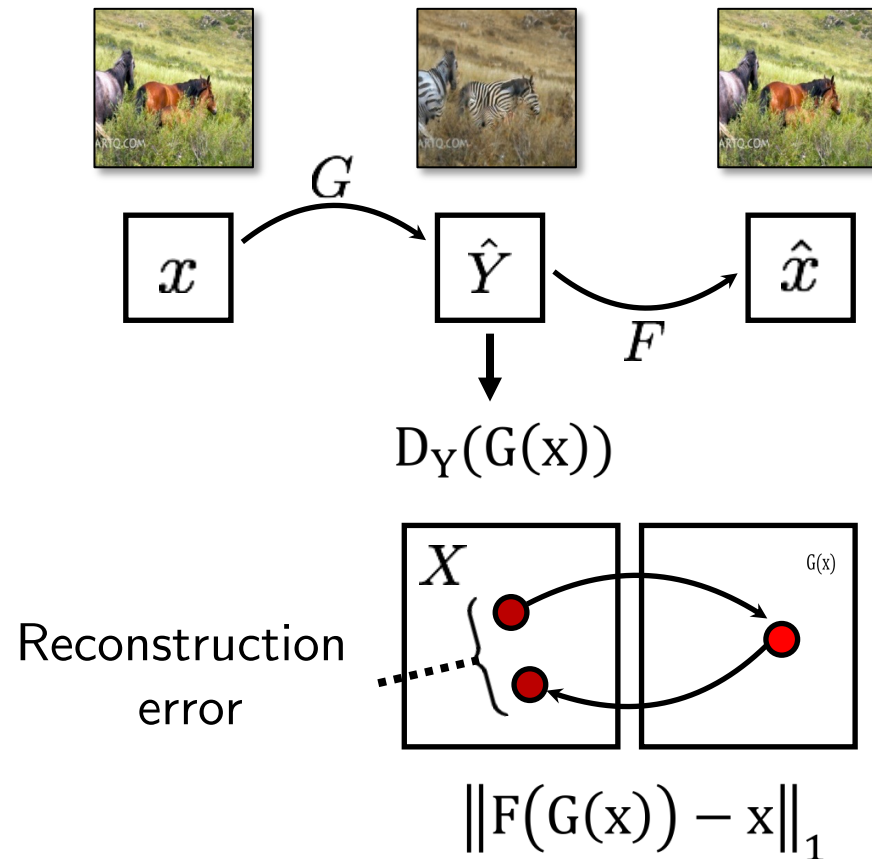 ARTQ.COM ARTQ.COM ARTQ.COM
G
x Ŷ x̂
F
D_Y(G(x))
X G(x)
Reconstruction
error
‖F(G(x)) − x‖₁